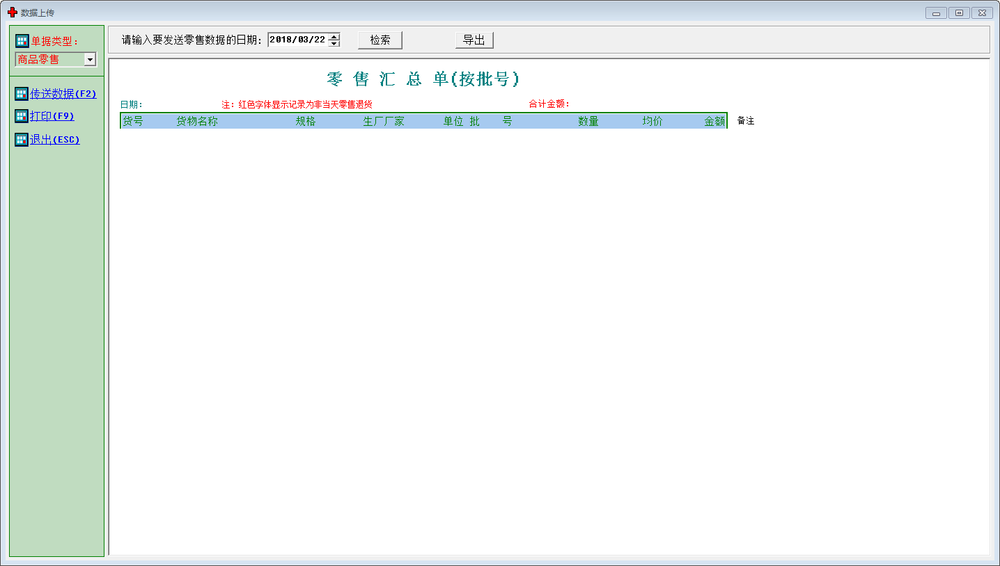 数据上传
单据类型：
商品零售
传送数据(F2)
打印(F9)
退出(ESC)
请输入要发送零售数据的日期： 2018/03/22 检索 导出
零 售 汇 总 单(按批号)
日期： 注：红色字体显示记录为非当天零售退货 合计金额：
货号 货物名称 规格 生厂厂家 单位 批 号 数量 均价 金额 备注